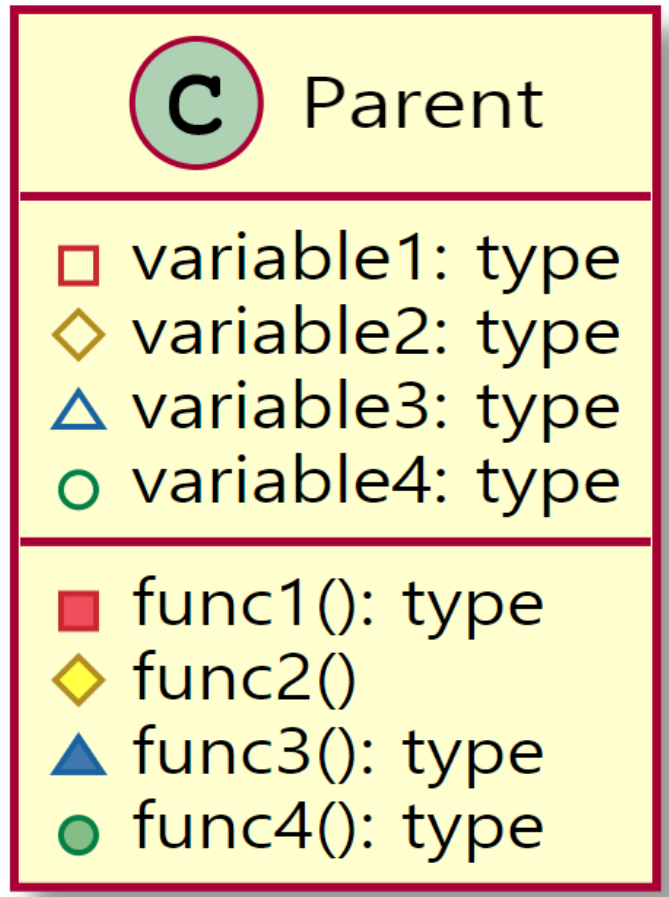 C Parent
variable1: type
variable2: type
variable3: type
variable4: type
func1(): type
func2()
func3(): type
func4(): type